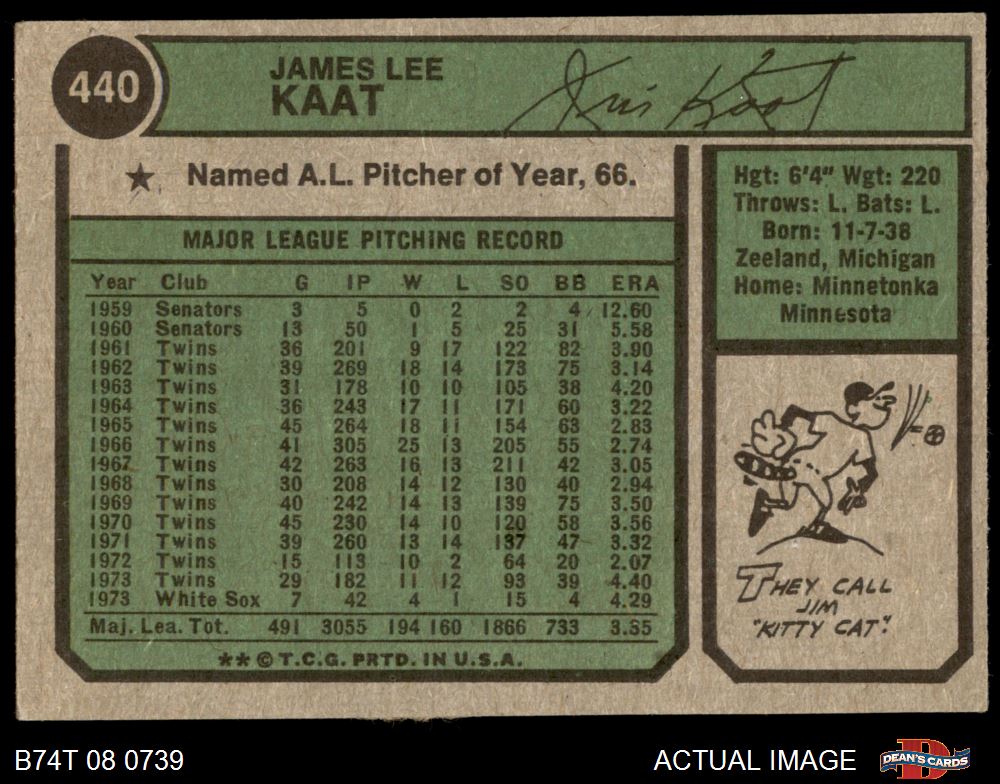 440
JAMES LEE
KAAT
Jim Kaat
★ Named A.L. Pitcher of Year, 66.
MAJOR LEAGUE PITCHING RECORD
Year Club G IP W L SO BB ERA
1959 Senators 3 5 0 2 2 4 12.60
1960 Senators 13 50 1 5 25 31 5.58
1961 Twins 36 201 9 17 122 82 3.90
1962 Twins 39 269 18 14 173 75 3.14
1963 Twins 31 178 10 10 105 38 4.20
1964 Twins 36 243 17 11 171 60 3.22
1965 Twins 45 264 18 11 154 63 2.83
1966 Twins 41 305 25 13 205 55 2.74
1967 Twins 42 263 16 13 211 42 3.05
1968 Twins 30 208 14 12 130 40 2.94
1969 Twins 40 242 14 13 139 75 3.50
1970 Twins 45 230 14 10 120 58 3.56
1971 Twins 39 260 13 14 137 47 3.32
1972 Twins 15 113 10 2 64 20 2.07
1973 Twins 29 182 11 12 93 39 4.40
1973 White Sox 7 42 4 1 15 4 4.29
Maj. Lea. Tot. 491 3055 194 160 1866 733 3.35
** © T.C.G. PRTD. IN U.S.A.
Hgt: 6'4" Wgt: 220
Throws: L. Bats: L.
Born: 11-7-38
Zeeland, Michigan
Home: Minnetonka
Minnesota
THEY CALL
JIM
"KITTY CAT".
B74T 08 0739
ACTUAL IMAGE
D
DEAN'S CARDS